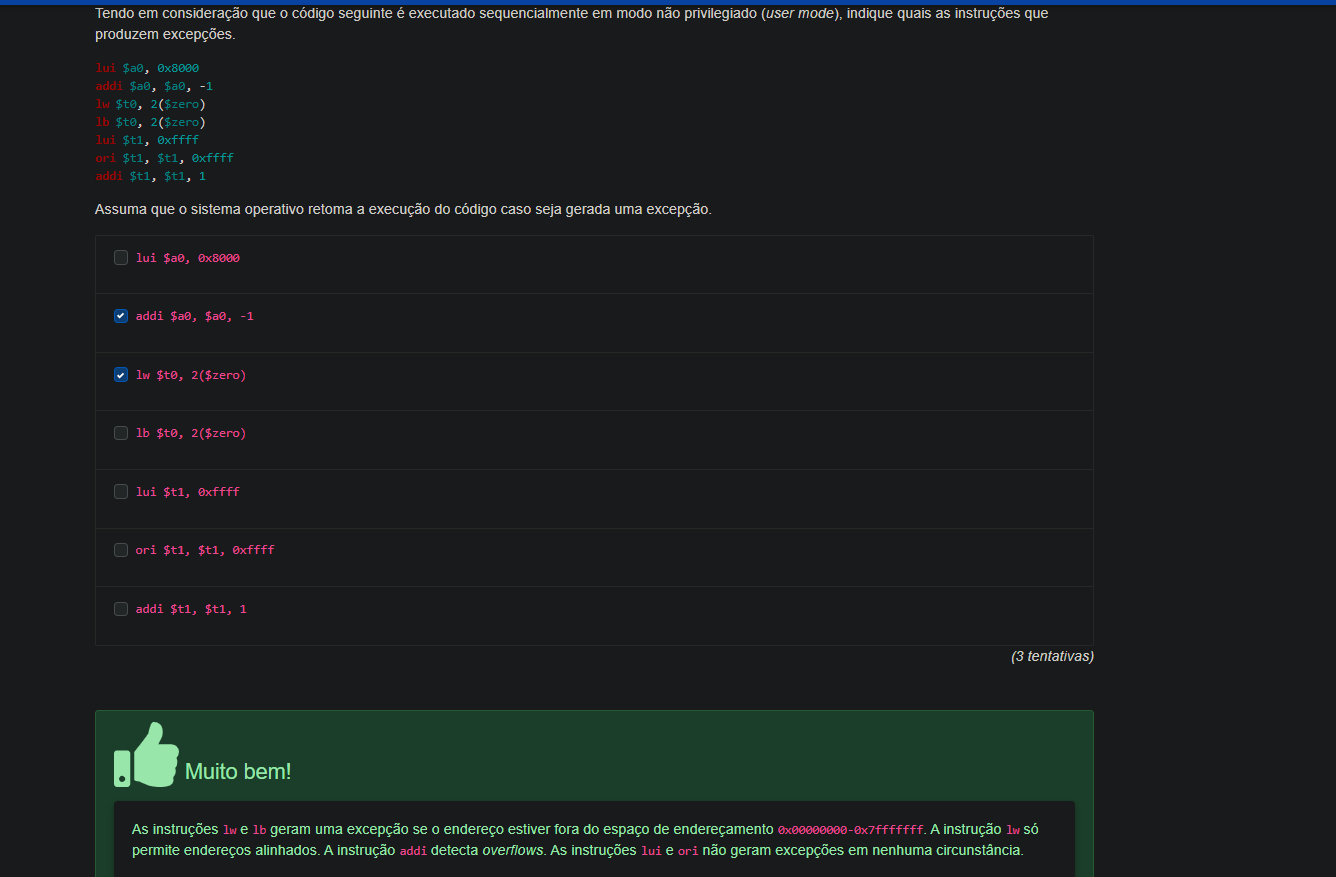 Tendo em consideração que o código seguinte é executado sequencialmente em modo não privilegiado (user mode), indique quais as instruções que
produzem excepções.
lui $a0, 0x8000
addi $a0, $a0, -1
lw $t0, 2($zero)
lb $t0, 2($zero)
lui $t1, 0xffff
ori $t1, $t1, 0xffff
addi $t1, $t1, 1
Assuma que o sistema operativo retoma a execução do código caso seja gerada uma excepção.
lui $a0, 0x8000
addi $a0, $a0, -1
lw $t0, 2($zero)
lb $t0, 2($zero)
lui $t1, 0xffff
ori $t1, $t1, 0xffff
addi $t1, $t1, 1
(3 tentativas)
Muito bem!
As instruções lw e lb geram uma excepção se o endereço estiver fora do espaço de endereçamento 0x00000000-0x7fffffff. A instrução lw só
permite endereços alinhados. A instrução addi detecta overflows. As instruções lui e ori não geram excepções em nenhuma circunstância.